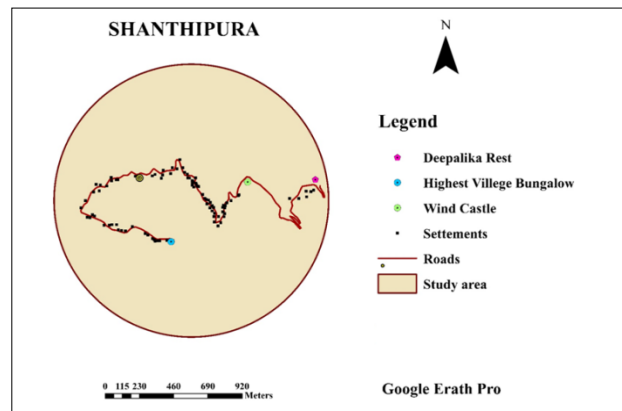 SHANTHIPURA
N
Legend
Deepalika Rest
Highest Villege Bungalow
Wind Castle
Settements
Roads
Study area
0 115 230 460 690 920
Meters
Google Erath Pro